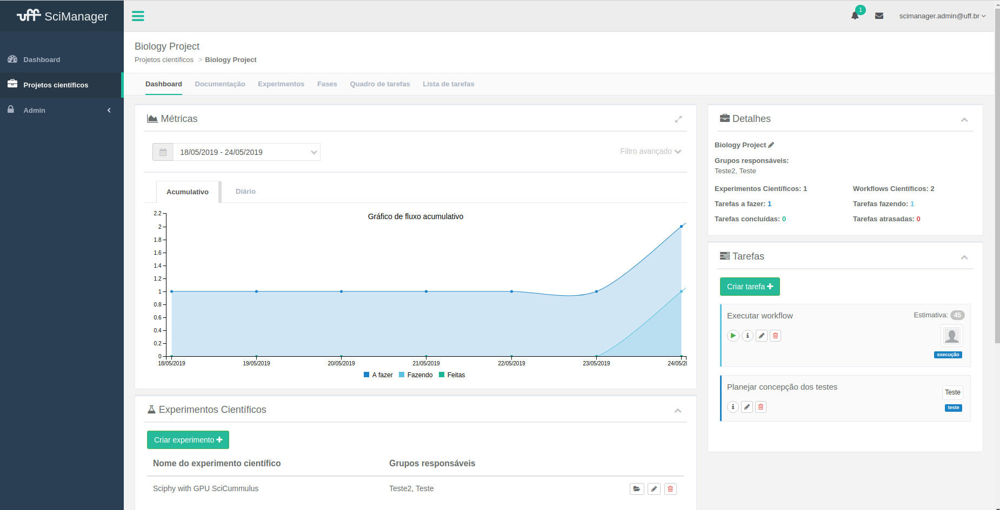 uff SciManager
1
scimanager.admin@uff.br
Dashboard
Projetos científicos
Admin
Biology Project
Projetos científicos > Biology Project
Dashboard Documentação Experimentos Fases Quadro de tarefas Lista de tarefas
Métricas
18/05/2019 - 24/05/2019
Filtro avançado
Acumulativo Diário
Gráfico de fluxo acumulativo
2.2
2
1.8
1.6
1.4
1.2
1
0.8
0.6
0.4
0.2
0
18/05/2019 19/05/2019 20/05/2019 21/05/2019 22/05/2019 23/05/2019 24/05/20
A fazer Fazendo Feitas
Experimentos Científicos
Criar experimento
Nome do experimento científico Grupos responsáveis
Sciphy with GPU SciCummulus Teste2, Teste
Detalhes
Biology Project
Grupos responsáveis:
Teste2, Teste
Experimentos Científicos: 1 Workflows Científicos: 2
Tarefas a fazer: 1 Tarefas fazendo: 1
Tarefas concluídas: 0 Tarefas atrasadas: 0
Tarefas
Criar tarefa
Executar workflow Estimativa: 45
execução
Planejar concepção dos testes
Teste
teste